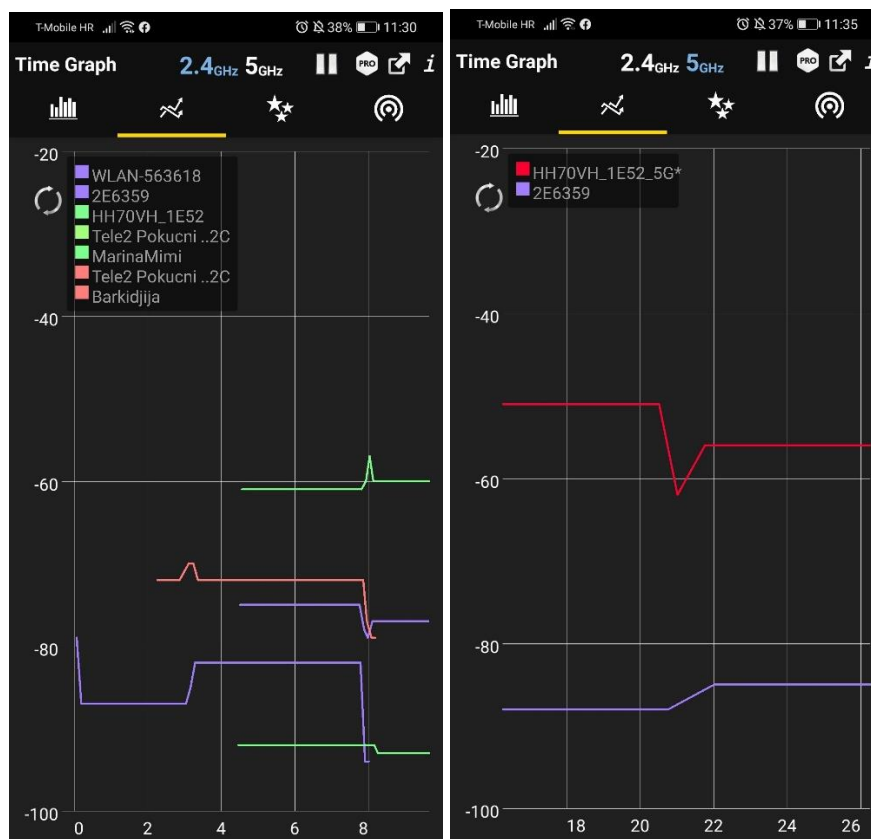 T-Mobile HR 38% 11:30
Time Graph 2.4GHz 5GHz PRO i
-20
WLAN-563618
2E6359
HH70VH_1E52
Tele2 Pokucni ..2C
MarinaMimi
Tele2 Pokucni ..2C
Barkidjija
-40
-60
-80
-100
0 2 4 6 8
T-Mobile HR 37% 11:35
Time Graph 2.4GHz 5GHz PRO i
-20
HH70VH_1E52_5G*
2E6359
-40
-60
-80
-100
18 20 22 24 26